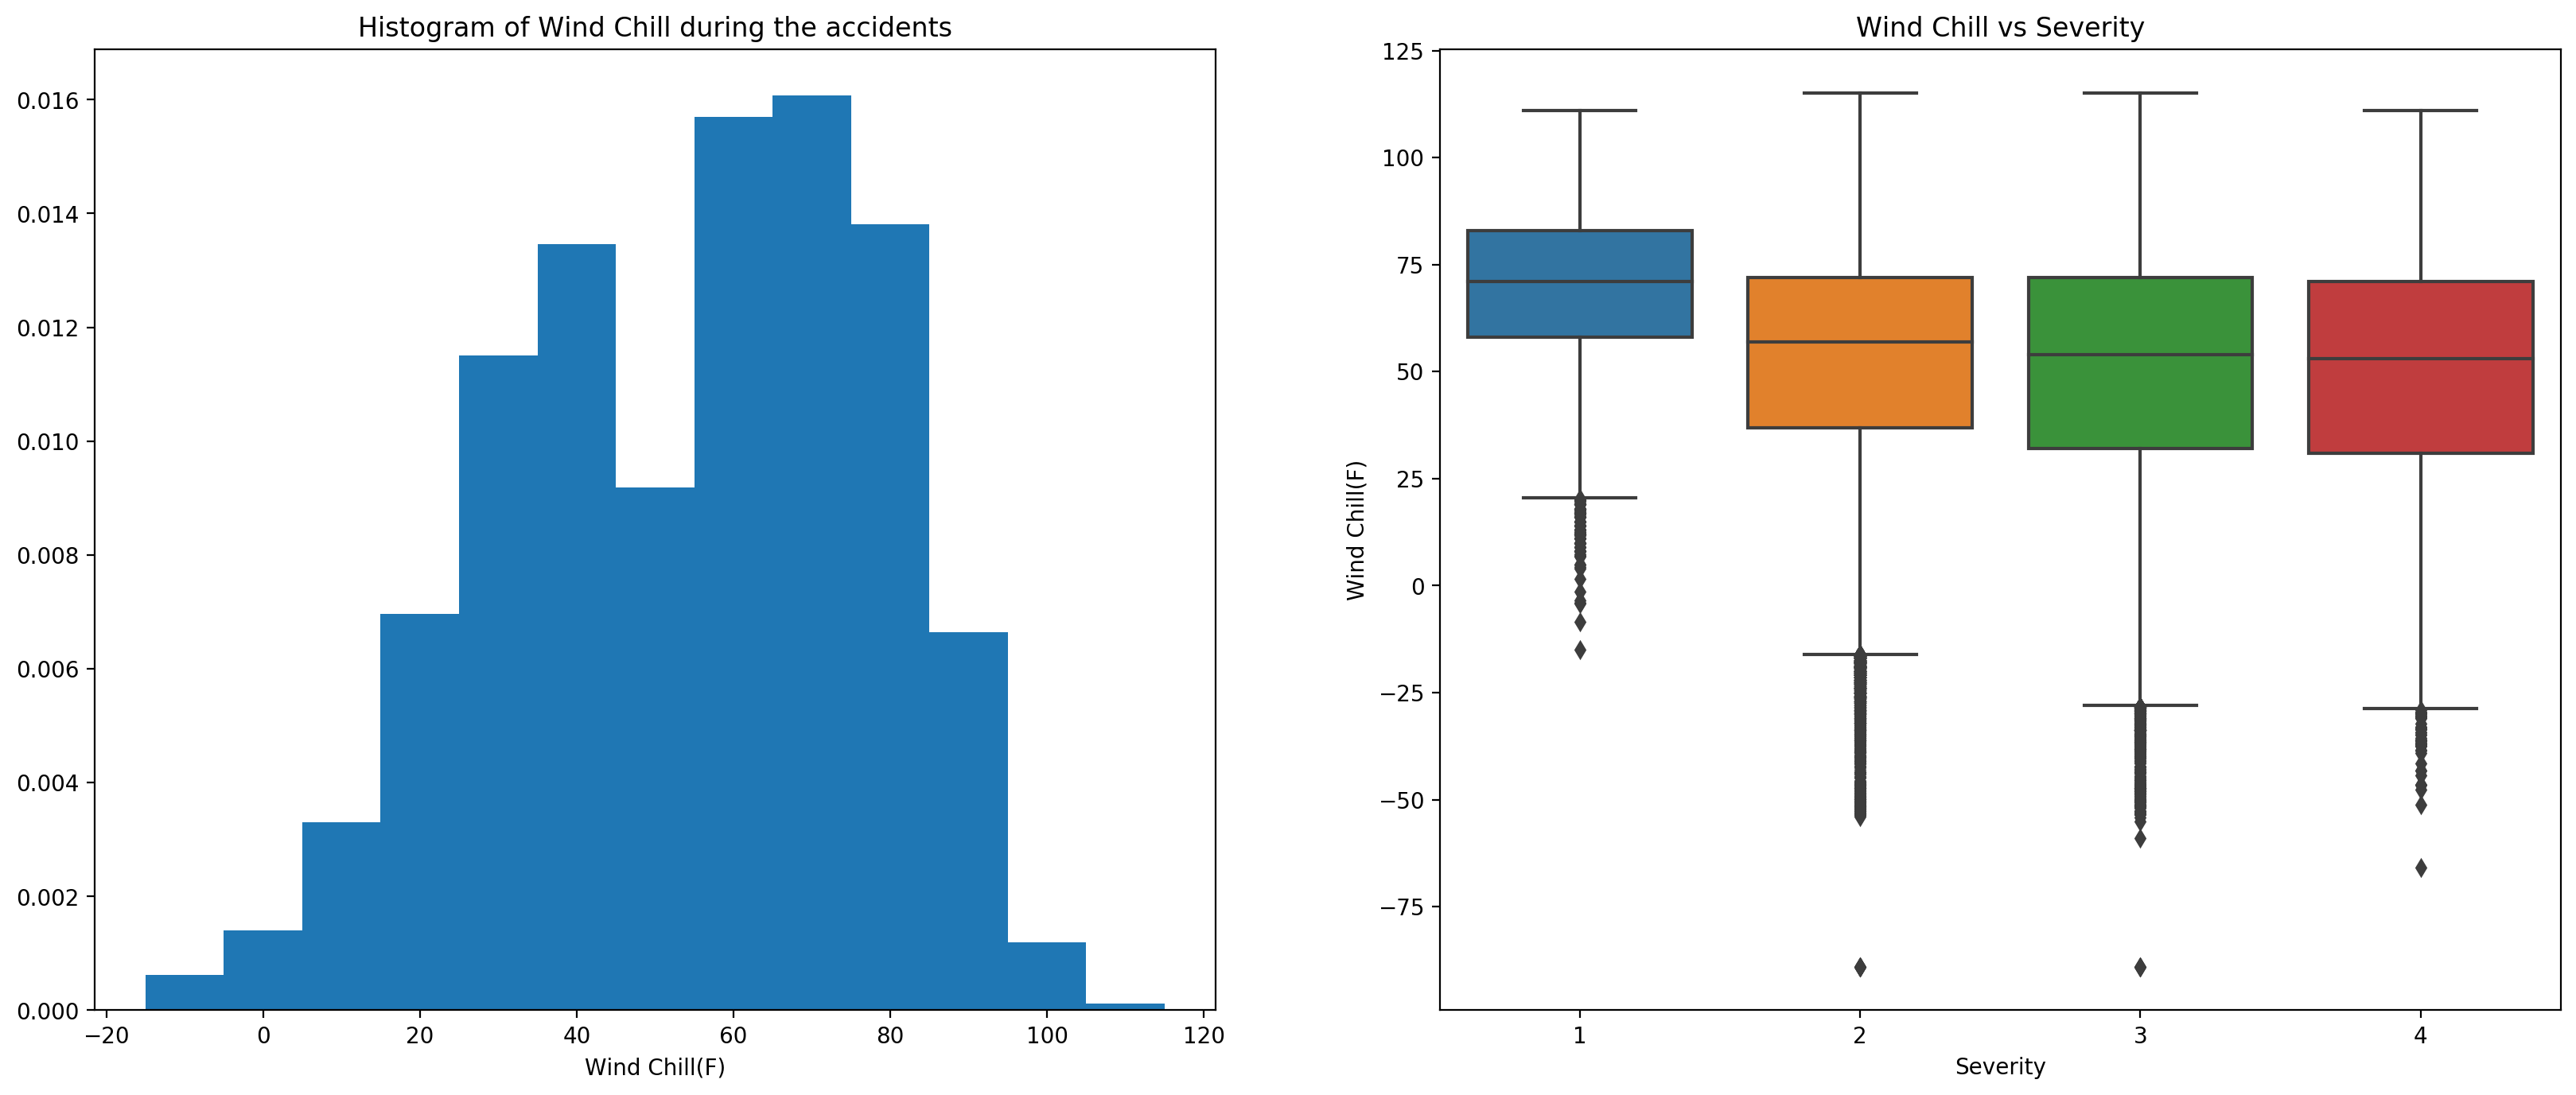 Histogram of Wind Chill during the accidents
0.016
0.014
0.012
0.010
0.008
0.006
0.004
0.002
0.000
−20 0 20 40 60 80 100 120
Wind Chill(F)
Wind Chill vs Severity
125
100
75
50
25
0
−25
−50
−75
Wind Chill(F)
1 2 3 4
Severity